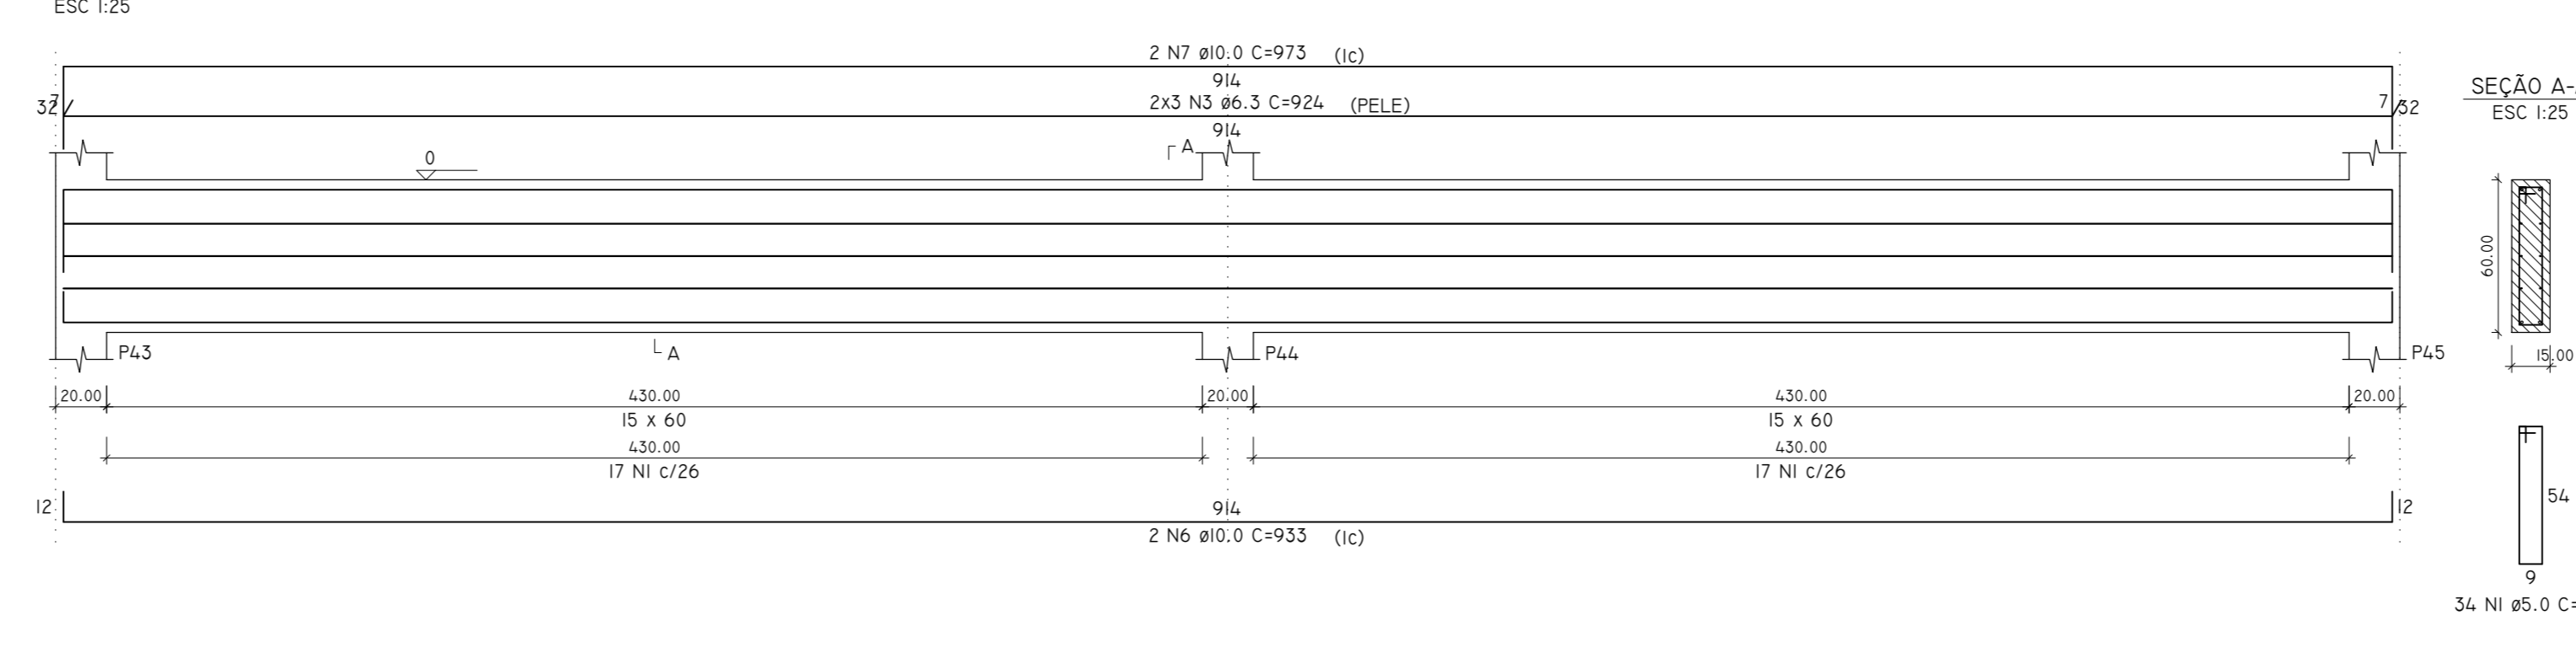 ESC 1:25
2 N7 ø10.0 C=973 (1c)
914
2x3 N3 ø6.3 C=924 (PELE)
7
32
7
32
914
SEÇÃO A-
ESC 1:25
A
0
60.00
P43
A
P44
P45
15.00
20.00
430.00
20.00
430.00
20.00
15 x 60
15 x 60
430.00
430.00
17 N1 c/26
17 N1 c/26
12
914
12
54
2 N6 ø10.0 C=933 (1c)
9
34 N1 ø5.0 C=